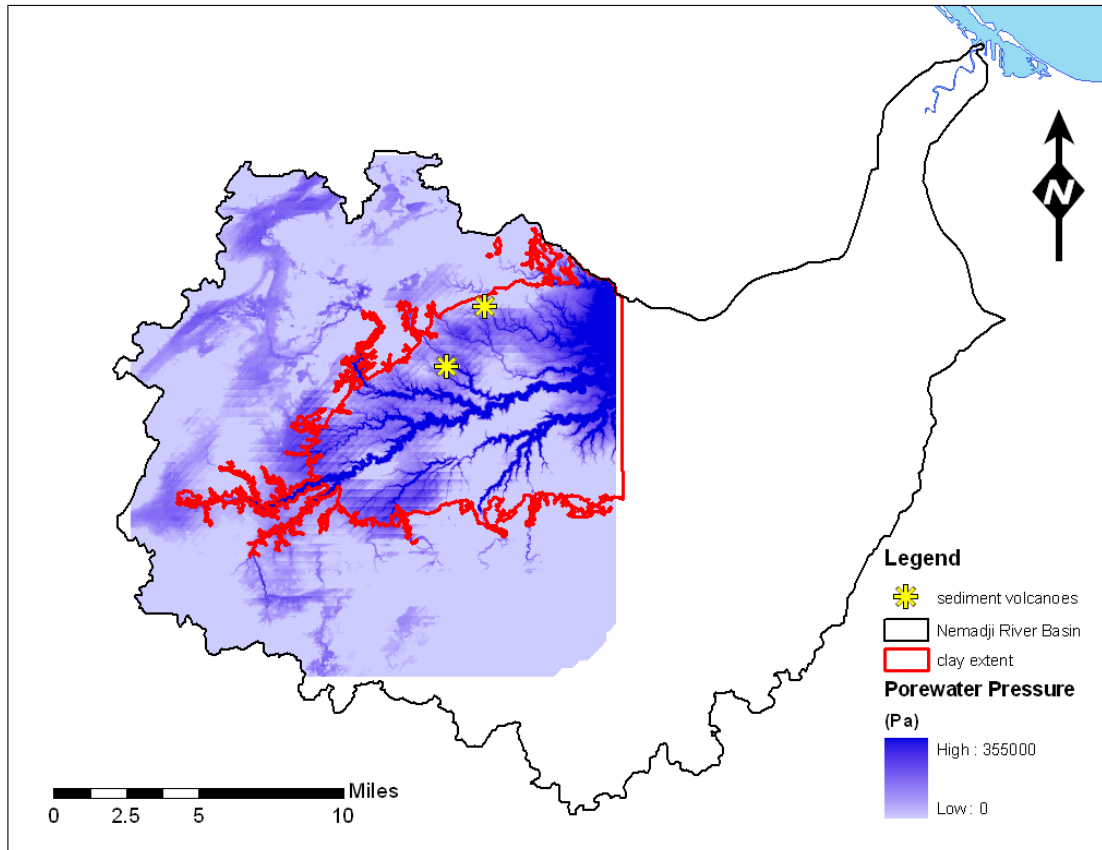 N
Legend
sediment volcanoes
Nemadji River Basin
clay extent
Porewater Pressure
(Pa)
High : 355000
Low : 0
Miles
0 2.5 5 10